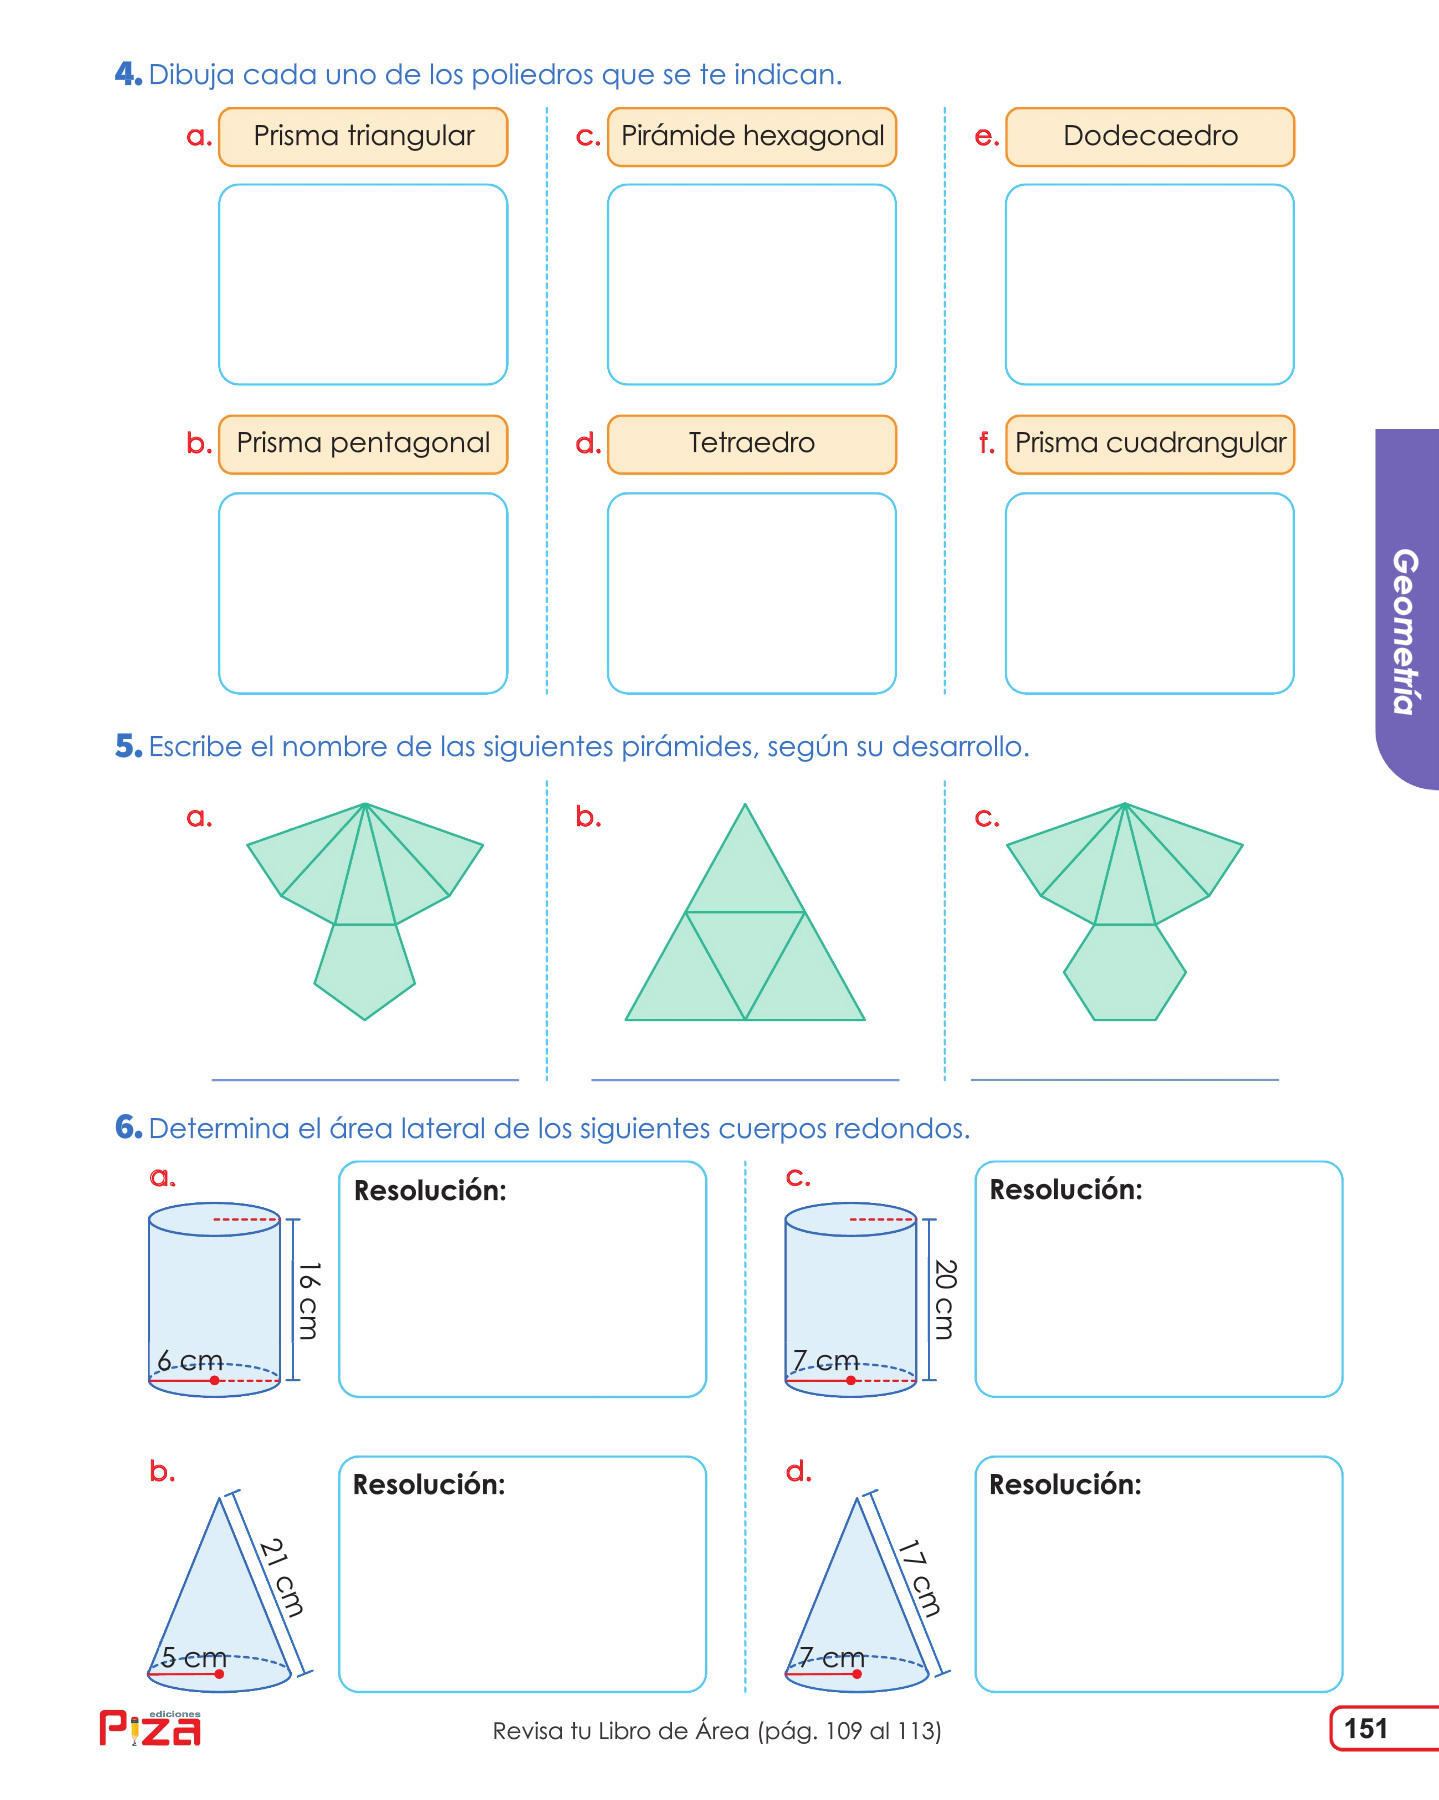 4. Dibuja cada uno de los poliedros que se te indican.
a. Prisma triangular
c. Pirámide hexagonal
e. Dodecaedro
b. Prisma pentagonal
d. Tetraedro
f. Prisma cuadrangular
Geometría
5. Escribe el nombre de las siguientes pirámides, según su desarrollo.
a.
b.
c.
6. Determina el área lateral de los siguientes cuerpos redondos.
a.
16 cm
6 cm
Resolución:
c.
20 cm
7 cm
Resolución:
b.
21 cm
5 cm
Resolución:
d.
17 cm
7 cm
Resolución:
ediciones
Piza
Revisa tu Libro de Área (pág. 109 al 113)
151